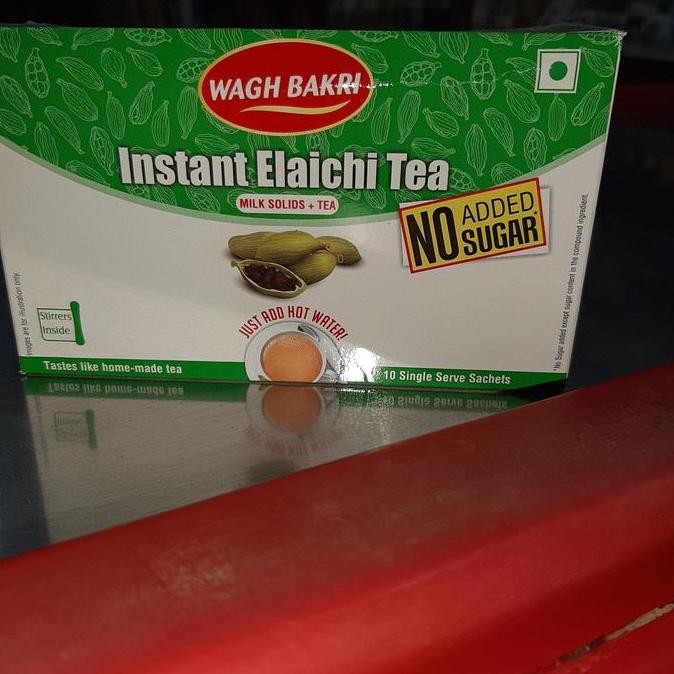 WAGH BAKRI
Instant Elaichi Tea
MILK SOLIDS + TEA
NO ADDED SUGAR*
JUST ADD HOT WATER!
Stirrers
Inside
Tastes like home-made tea
10 Single Serve Sachets
Images are for illustration only.
*No Sugar added except sugar content in the compound ingredient.